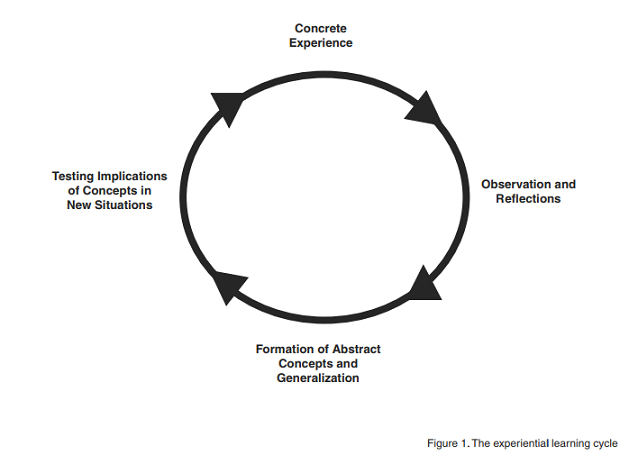 Concrete
Experience
Testing Implications
of Concepts in
New Situations
Observation and
Reflections
Formation of Abstract
Concepts and
Generalization
Figure 1. The experiential learning cycle